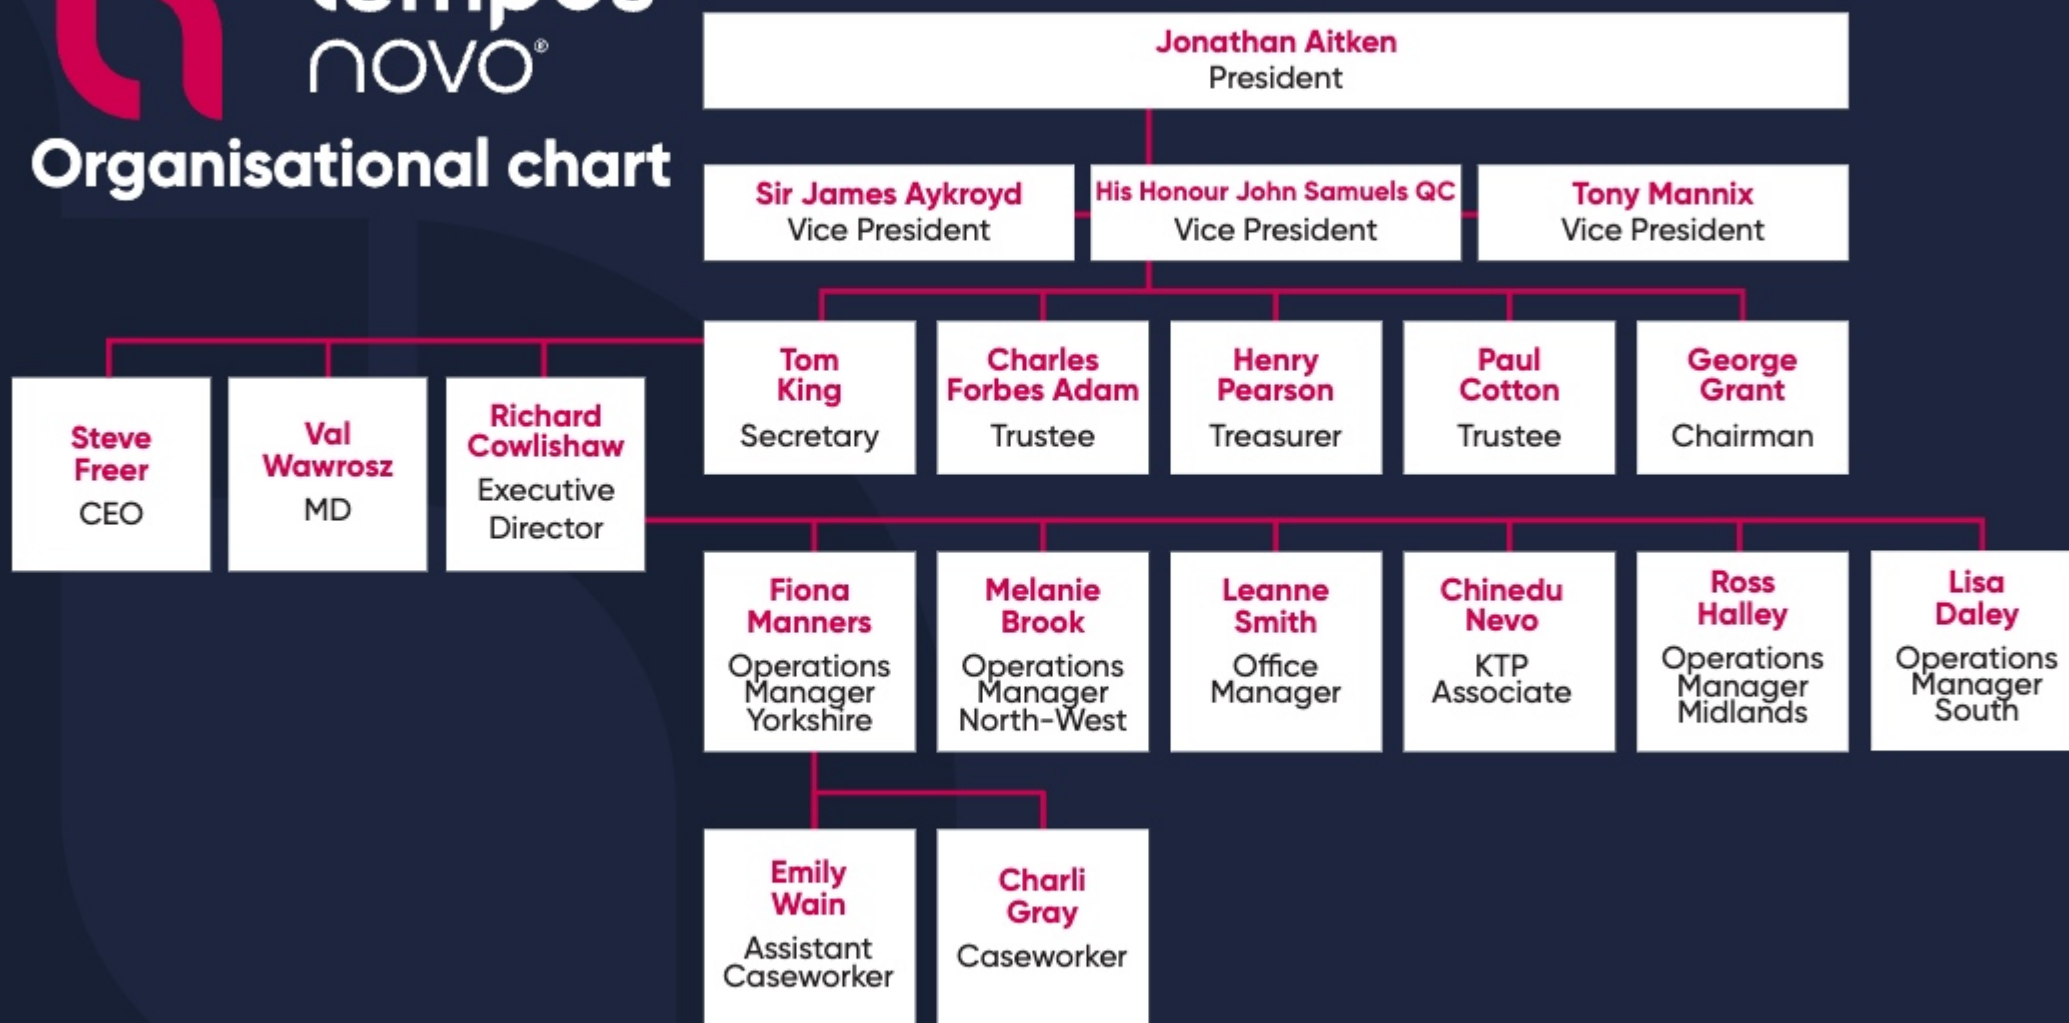 tempus
novo®
Organisational chart
Jonathan Aitken
President
Sir James Aykroyd
Vice President
His Honour John Samuels QC
Vice President
Tony Mannix
Vice President
Tom
King
Secretary
Charles
Forbes Adam
Trustee
Henry
Pearson
Treasurer
Paul
Cotton
Trustee
George
Grant
Chairman
Steve
Freer
CEO
Val
Wawrosz
MD
Richard
Cowlishaw
Executive
Director
Fiona
Manners
Operations
Manager
Yorkshire
Melanie
Brook
Operations
Manager
North-West
Leanne
Smith
Office
Manager
Chinedu
Nevo
KTP
Associate
Ross
Halley
Operations
Manager
Midlands
Lisa
Daley
Operations
Manager
South
Emily
Wain
Assistant
Caseworker
Charli
Gray
Caseworker